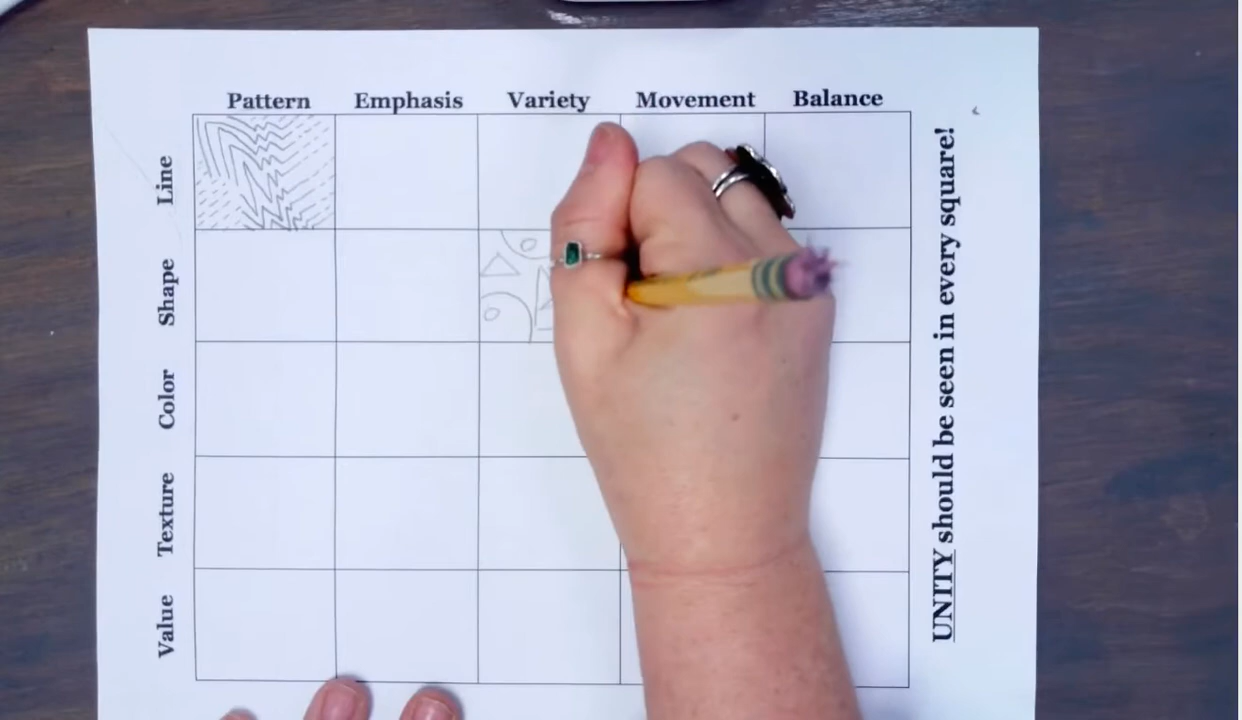 Pattern Emphasis Variety Movement Balance
Line
Shape
Color
Texture
Value
UNITY should be seen in every square!